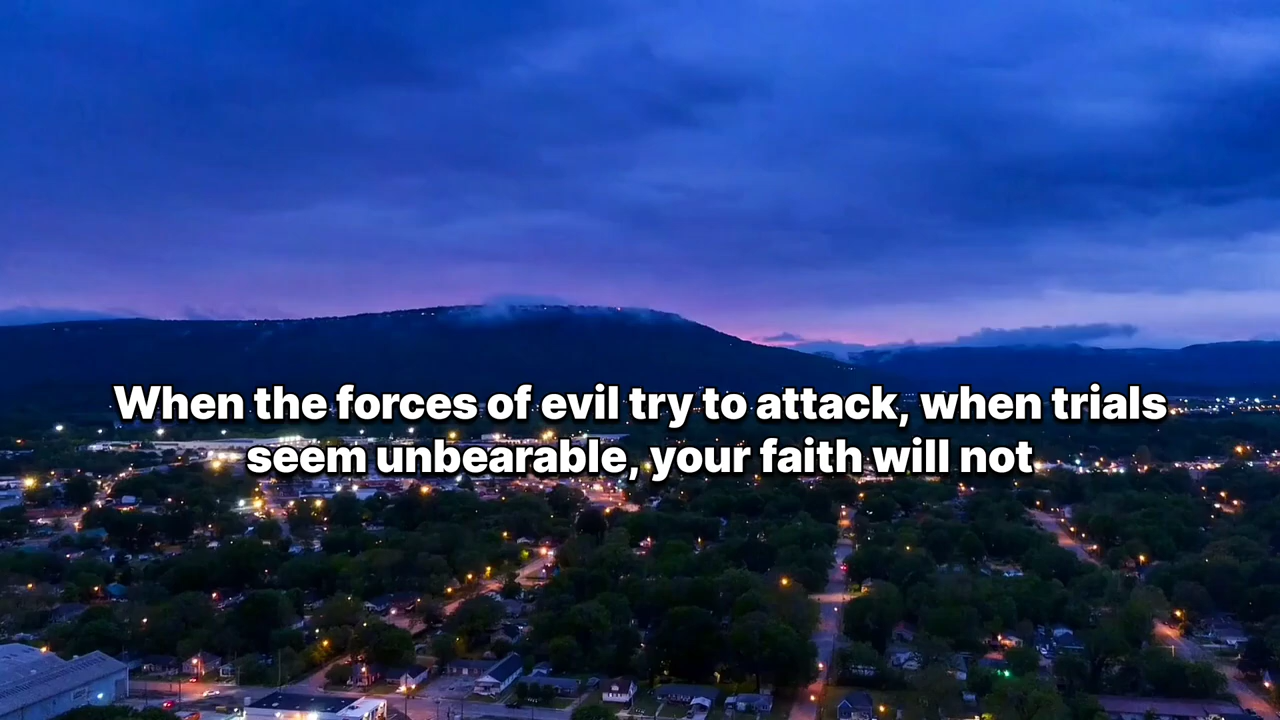 When the forces of evil try to attack, when trials
seem unbearable, your faith will not